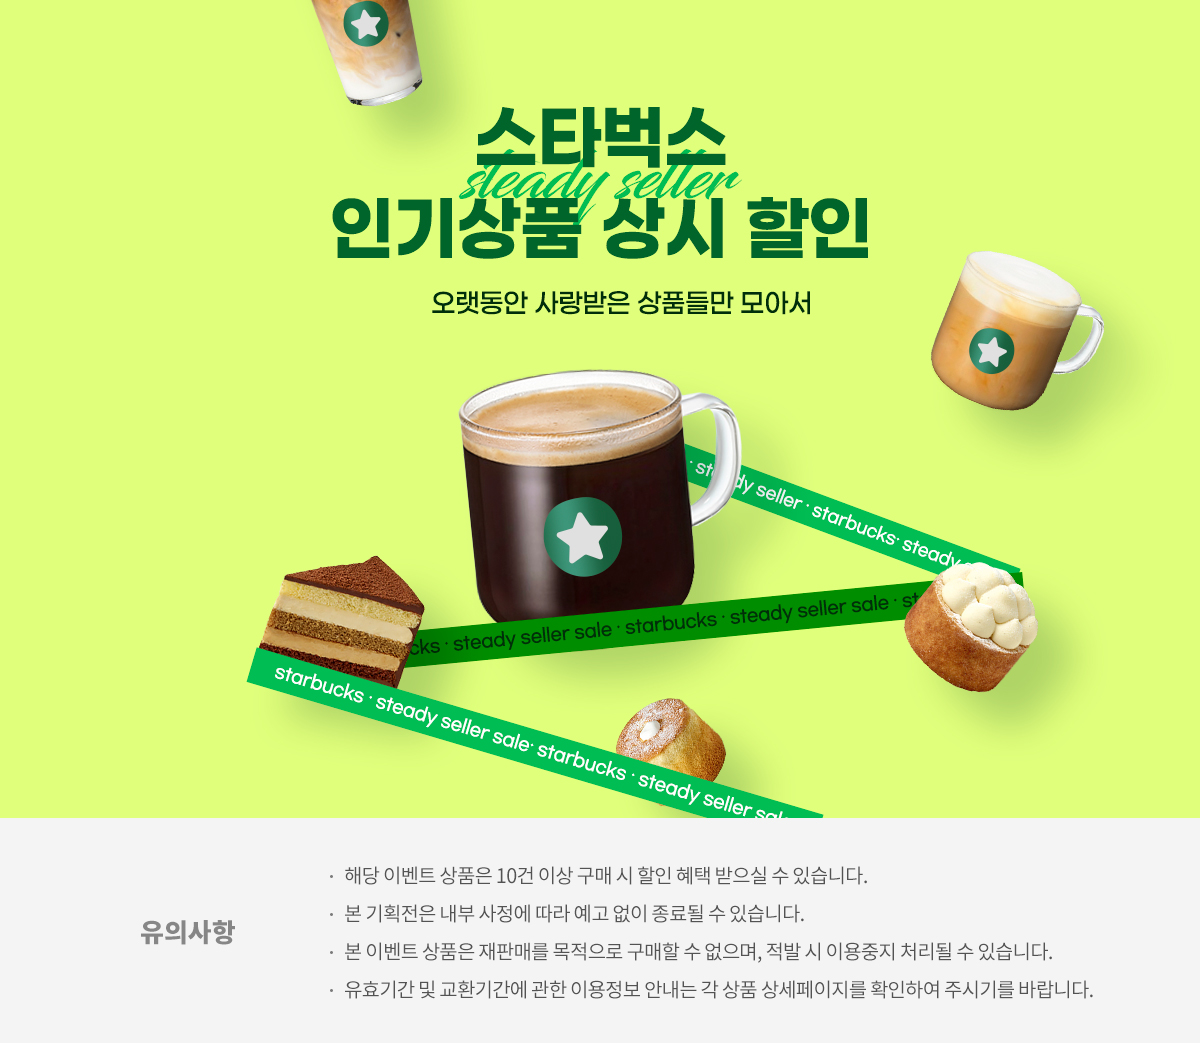 스타벅스
steady seller
인기상품 상시 할인
오랫동안 사랑받은 상품들만 모아서
· steady seller · starbucks· steady
cks · steady seller sale · starbucks · steady seller sale · st
starbucks · steady seller sale· starbucks · steady seller sale
유의사항
· 해당 이벤트 상품은 10건 이상 구매 시 할인 혜택 받으실 수 있습니다.
· 본 기획전은 내부 사정에 따라 예고 없이 종료될 수 있습니다.
· 본 이벤트 상품은 재판매를 목적으로 구매할 수 없으며, 적발 시 이용중지 처리될 수 있습니다.
· 유효기간 및 교환기간에 관한 이용정보 안내는 각 상품 상세페이지를 확인하여 주시기를 바랍니다.